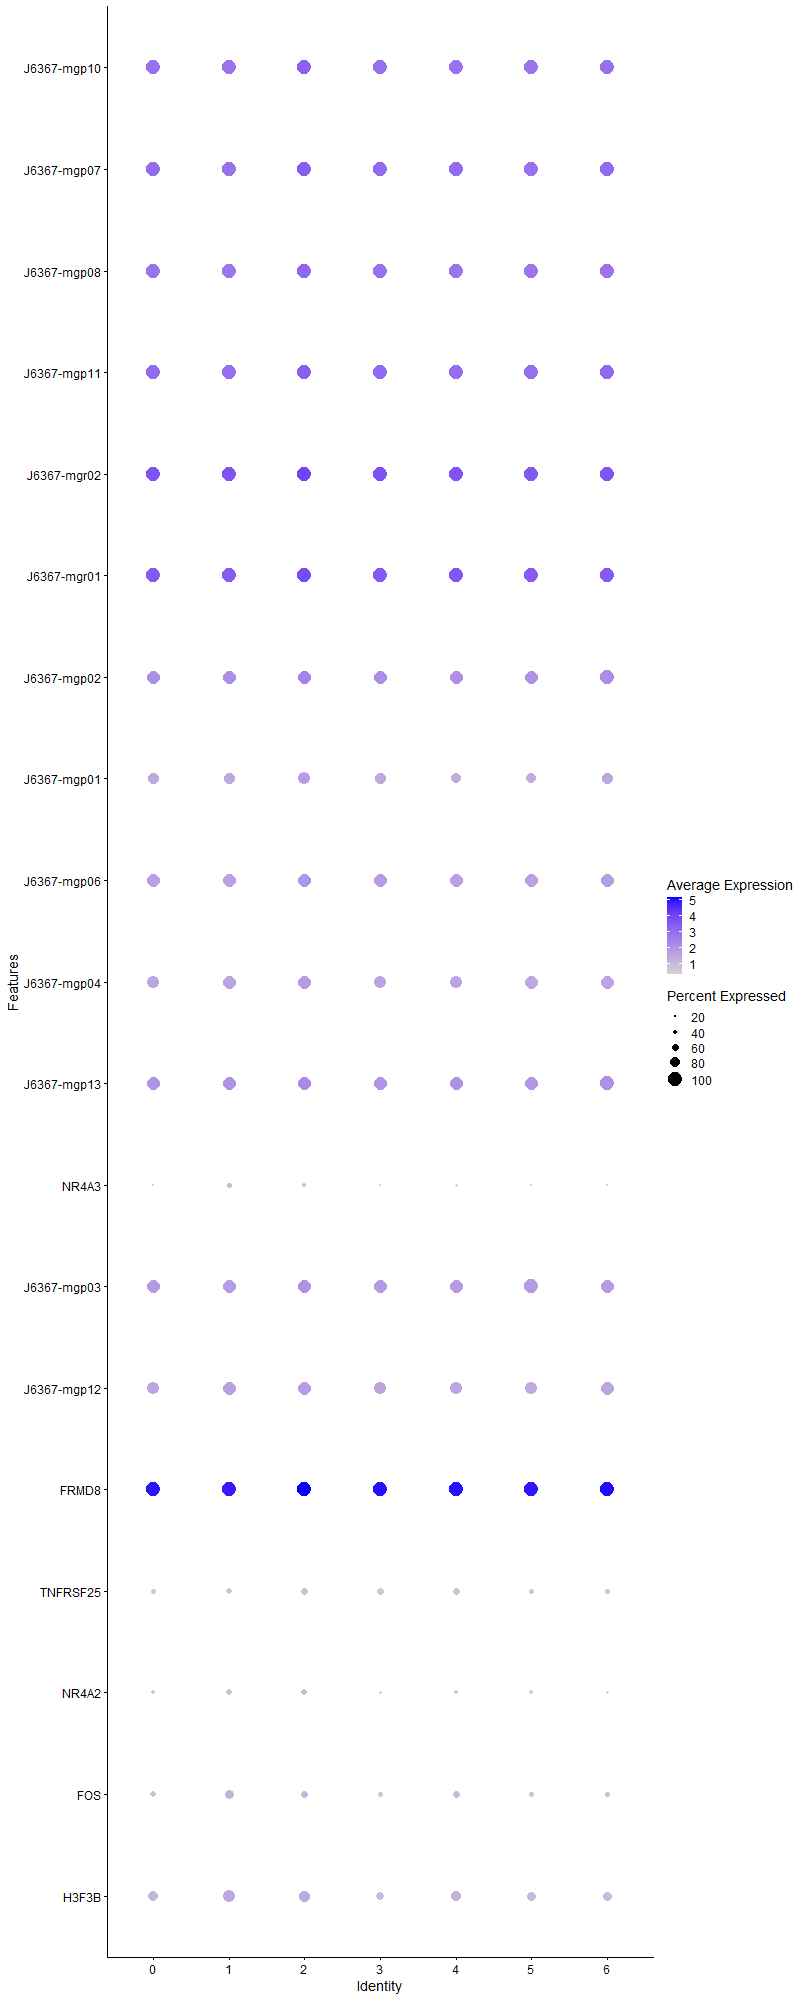 J6367-mgp10
J6367-mgp07
J6367-mgp08
J6367-mgp11
J6367-mgr02
J6367-mgr01
J6367-mgp02
J6367-mgp01
J6367-mgp06
J6367-mgp04
J6367-mgp13
NR4A3
J6367-mgp03
J6367-mgp12
FRMD8
TNFRSF25
NR4A2
FOS
H3F3B
Features
0 1 2 3 4 5 6
Identity
Average Expression
5
4
3
2
1
Percent Expressed
20
40
60
80
100